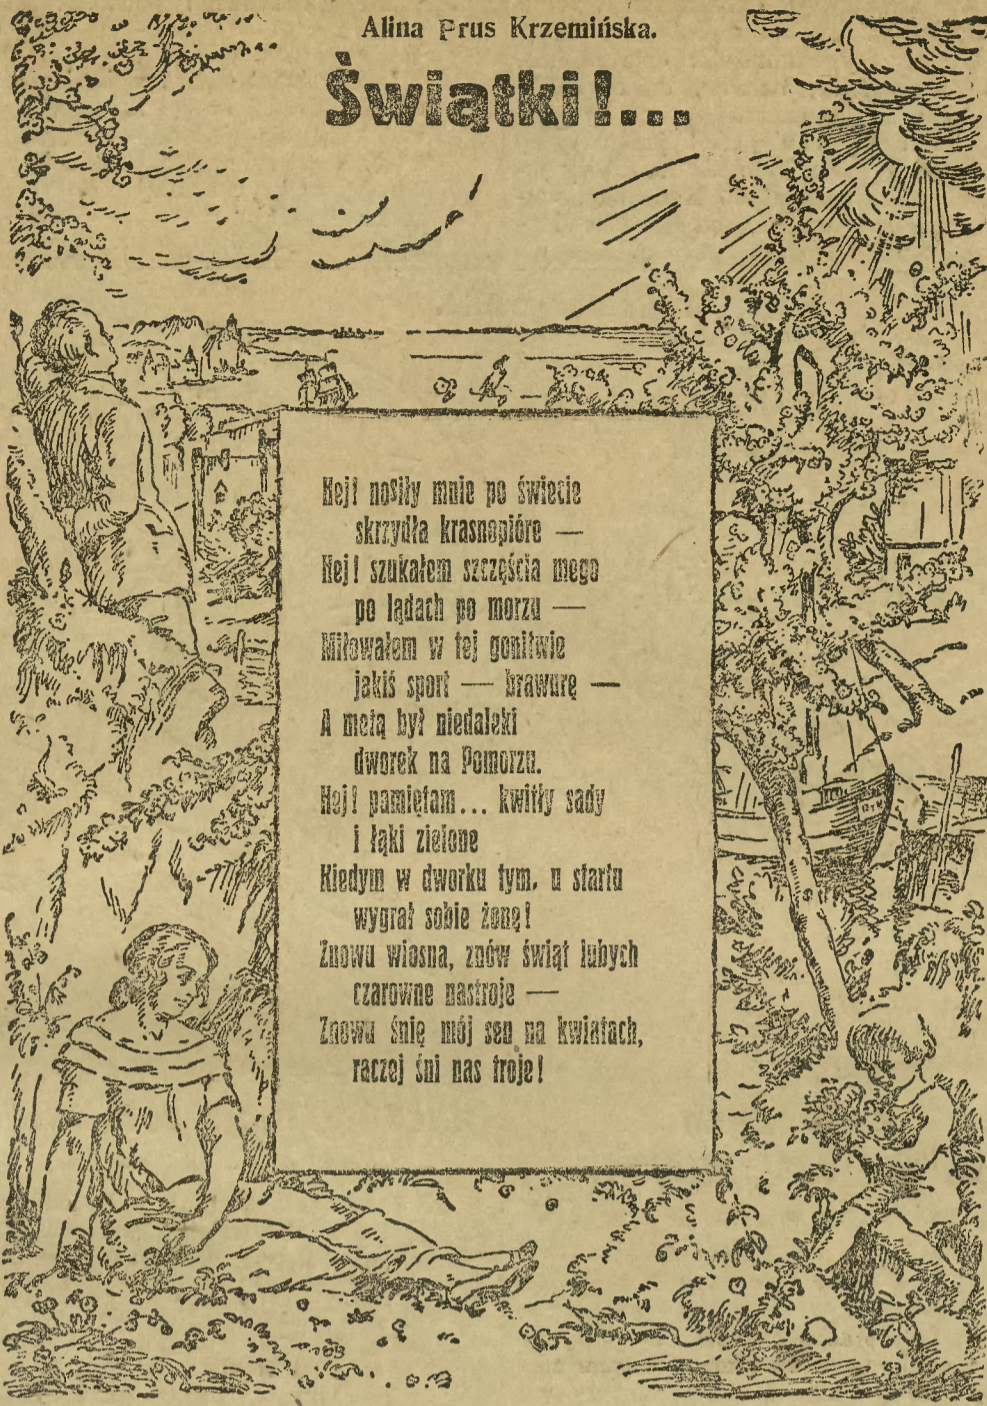 Alina Prus Krzemińska.
Świątki!...
Hej! nosiły mnie po świecie
skrzydła krasnopióre —
Hej! szukałem szczęścia mego
po lądach po morzu —
Miłowałem w tej gonitwie
jakiś sport — brawurę —
A metą był niedaleki
dworek na Pomorzu.
Hej! pamiętam... kwitły sady
i łąki zielone
Kiedym w dworku tym, u startu
wygrał sobie żonę!
Znowu wiosna, znów świąt lubych
czarowne nastroje —
Znowu śnię mój sen na kwiatach,
raczej śni nas troje!